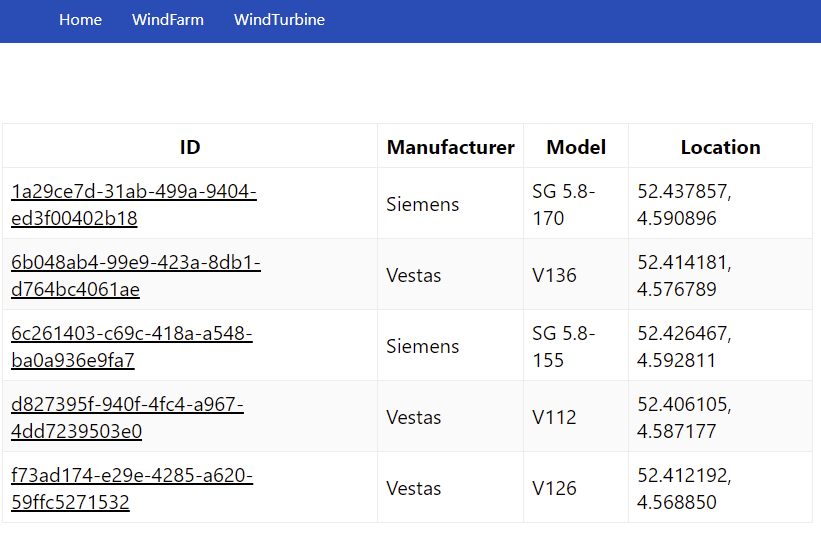 Home WindFarm WindTurbine
ID Manufacturer Model Location
1a29ce7d-31ab-499a-9404-
ed3f00402b18
Siemens
SG 5.8-
170
52.437857,
4.590896
6b048ab4-99e9-423a-8db1-
d764bc4061ae
Vestas
V136
52.414181,
4.576789
6c261403-c69c-418a-a548-
ba0a936e9fa7
Siemens
SG 5.8-
155
52.426467,
4.592811
d827395f-940f-4fc4-a967-
4dd7239503e0
Vestas
V112
52.406105,
4.587177
f73ad174-e29e-4285-a620-
59ffc5271532
Vestas
V126
52.412192,
4.568850